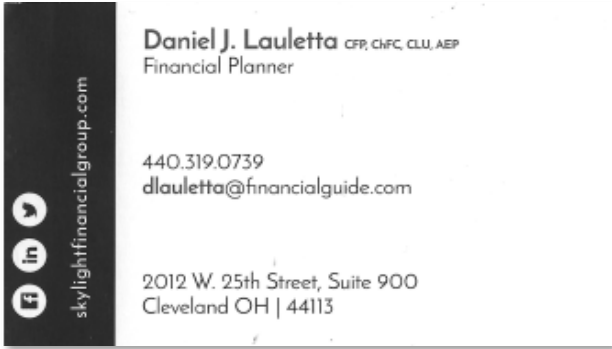 Daniel J. Lauletta CFP, ChFC, CLU, AEP
Financial Planner
440.319.0739
dlauletta@financialguide.com
2012 W. 25th Street, Suite 900
Cleveland OH | 44113
skylightfinancialgroup.com